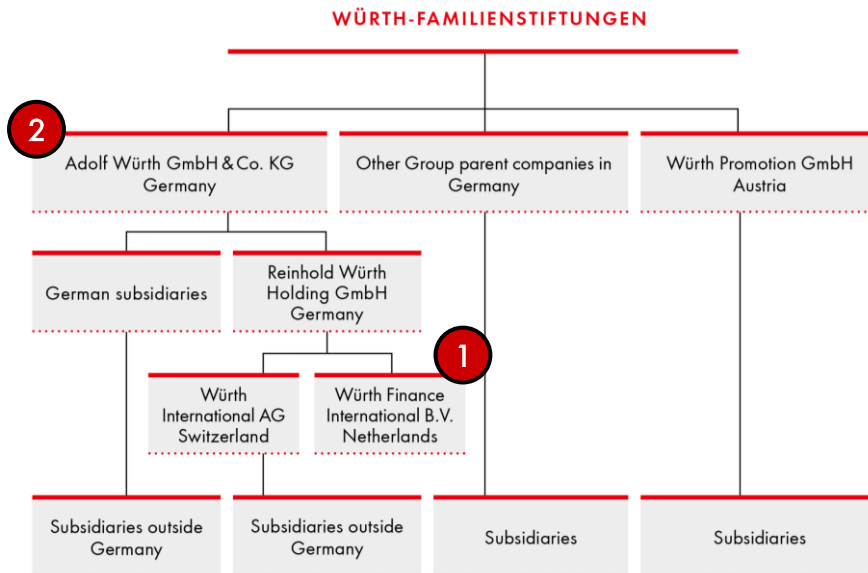 WÜRTH-FAMILIENSTIFTUNGEN
2
Adolf Würth GmbH & Co. KG
Germany
Other Group parent companies in
Germany
Würth Promotion GmbH
Austria
German subsidiaries
Reinhold Würth
Holding GmbH
Germany
1
Würth
International AG
Switzerland
Würth Finance
International B.V.
Netherlands
Subsidiaries outside
Germany
Subsidiaries outside
Germany
Subsidiaries
Subsidiaries